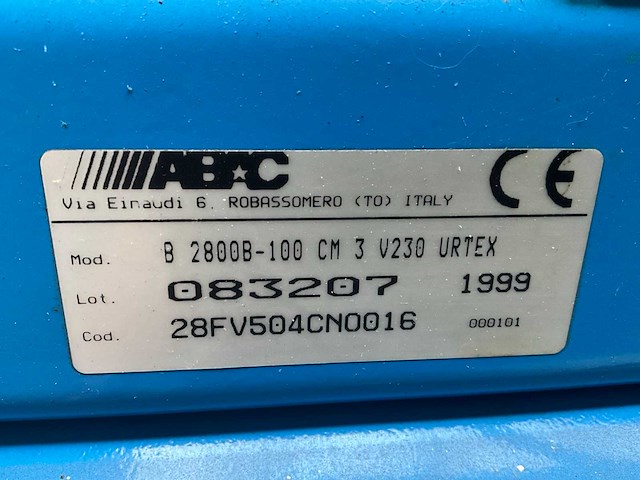 ABAC CE
Via Einaudi 6. ROBASSOMERO (TO) ITALY
Mod. B 2800B-100 CM 3 V230 URTEX
Lot. 083207 1999
Cod. 28FV504CN0016 000101